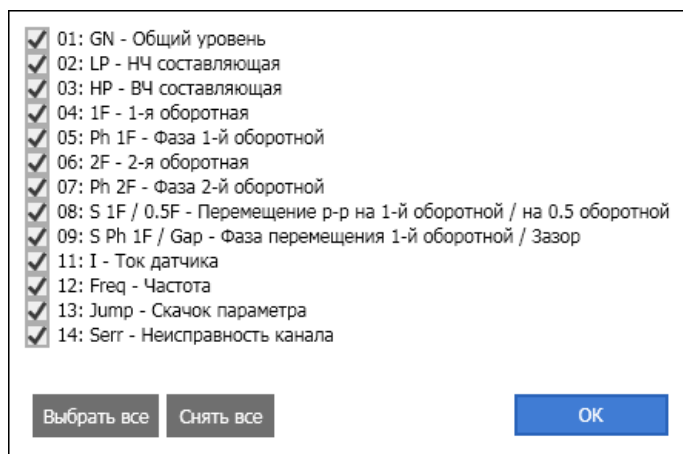 01: GN - Общий уровень
02: LP - НЧ составляющая
03: HP - ВЧ составляющая
04: 1F - 1-я оборотная
05: Ph 1F - Фаза 1-й оборотной
06: 2F - 2-я оборотная
07: Ph 2F - Фаза 2-й оборотной
08: S 1F / 0.5F - Перемещение р-р на 1-й оборотной / на 0.5 оборотной
09: S Ph 1F / Gap - Фаза перемещения 1-й оборотной / Зазор
11: I - Ток датчика
12: Freq - Частота
13: Jump - Скачок параметра
14: Serr - Неисправность канала
Выбрать все Снять все OK